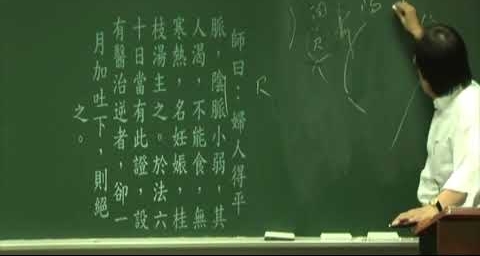 師曰：婦人得平
脈，陰脈小弱，其
人渴，不能食，無
寒熱，名妊娠，桂
枝湯主之。於法六
十日當有此證，設
有醫治逆者，卻一
月加吐下，則絕
之。
R